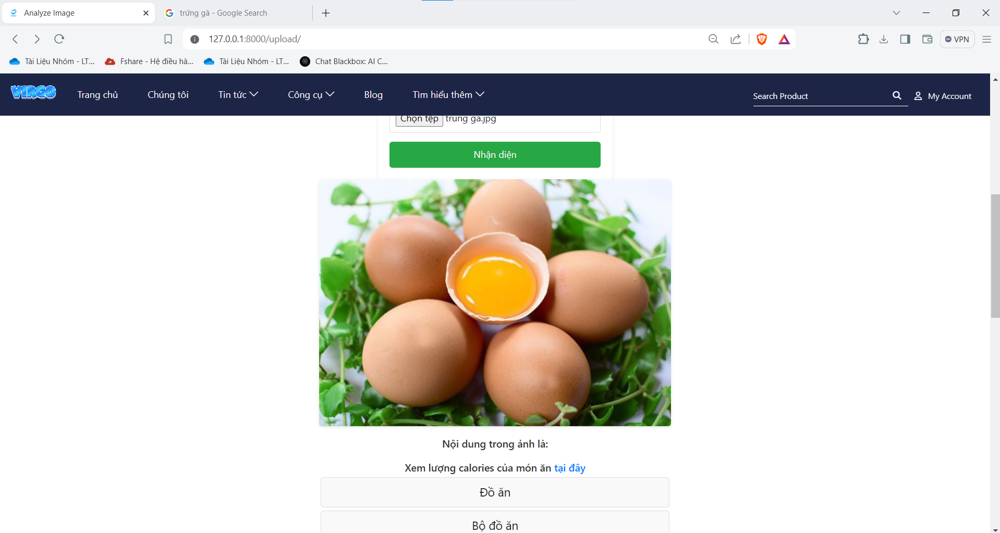 Analyze Image
trứng gà - Google Search
127.0.0.1:8000/upload/
VPN
Tài Liệu Nhóm - LT...
Fshare - Hệ điều hà...
Tài Liệu Nhóm - LT...
Chat Blackbox: AI C...
VIRGO
Trang chủ
Chúng tôi
Tin tức
Công cụ
Blog
Tìm hiểu thêm
Search Product
My Account
Chọn tệp trứng gà.jpg
Nhận diện
Nội dung trong ảnh là:
Xem lượng calories của món ăn tại đây
Đồ ăn
Bộ đồ ăn